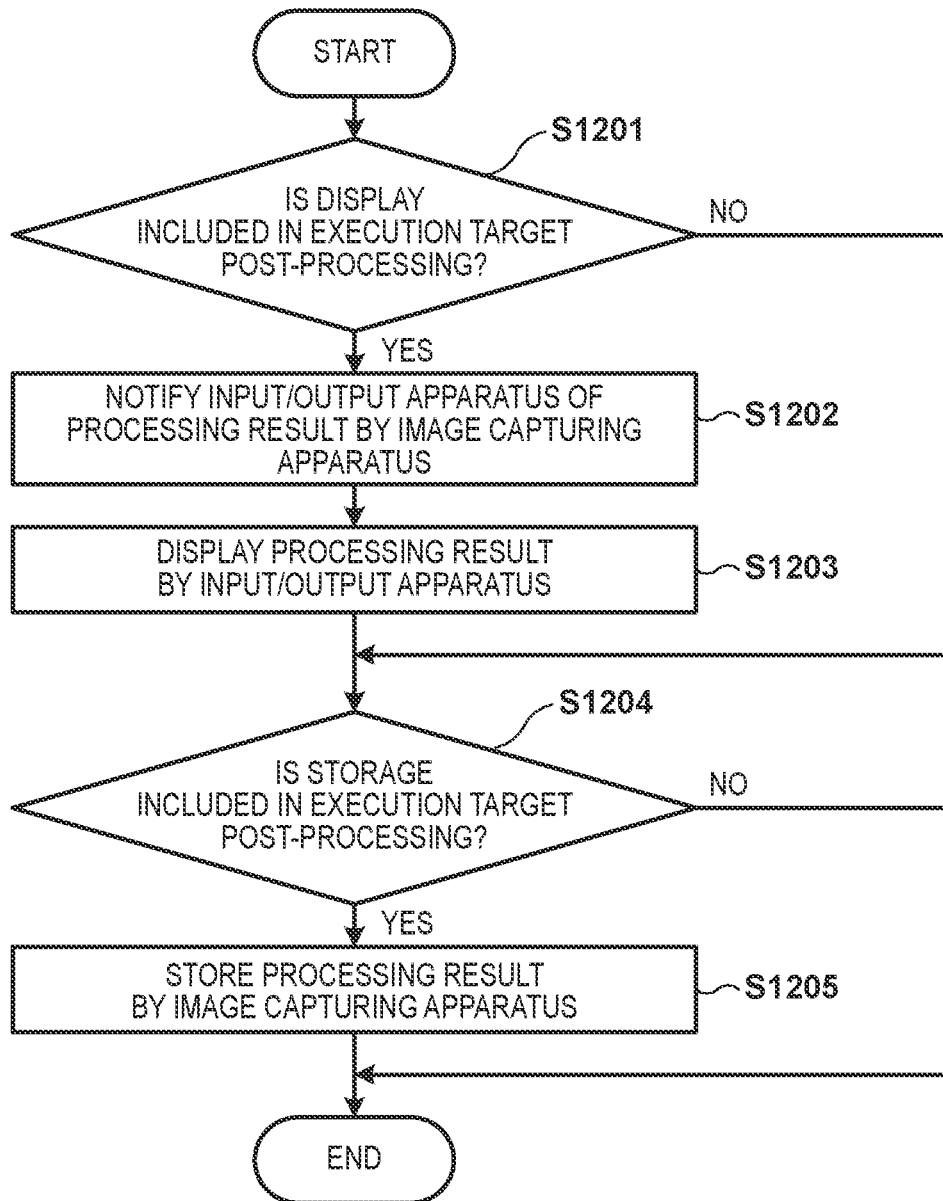 START
S1201
IS DISPLAY
INCLUDED IN EXECUTION TARGET
POST-PROCESSING?
NO
YES
NOTIFY INPUT/OUTPUT APPARATUS OF
PROCESSING RESULT BY IMAGE CAPTURING
APPARATUS
S1202
DISPLAY PROCESSING RESULT
BY INPUT/OUTPUT APPARATUS
S1203
S1204
IS STORAGE
INCLUDED IN EXECUTION TARGET
POST-PROCESSING?
NO
YES
STORE PROCESSING RESULT
BY IMAGE CAPTURING APPARATUS
S1205
END